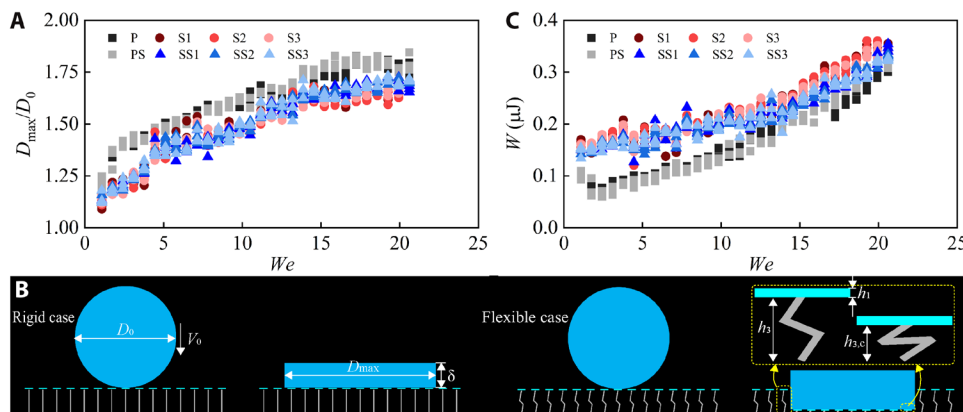 A
2.00
1.75
1.50
1.25
1.00
Dmax/D0
P S1 S2 S3
PS SS1 SS2 SS3
0 5 10 15 20 25
We
C
0.4
0.3
0.2
0.1
0.0
W (μJ)
P S1 S2 S3
PS SS1 SS2 SS3
0 5 10 15 20 25
We
B
Rigid case
D0
V0
Dmax
δ
Flexible case
h1
h3
h3,c